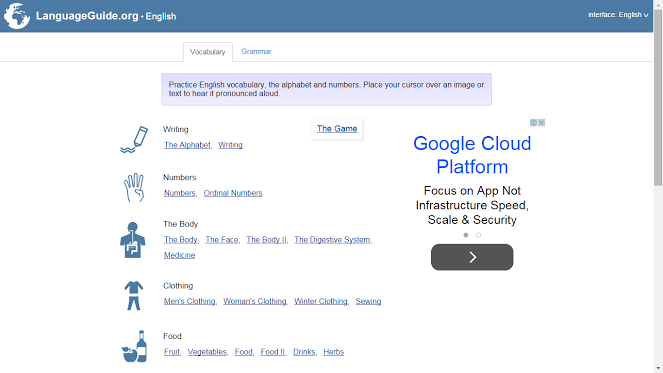 LanguageGuide.org • English
interface: English
Vocabulary
Grammar
Practice English vocabulary, the alphabet and numbers. Place your cursor over an image or
text to hear it pronounced aloud.
Writing
The Alphabet, Writing
The Game
Numbers
Numbers, Ordinal Numbers
The Body
The Body, The Face, The Body II, The Digestive System,
Medicine
Clothing
Men's Clothing, Woman's Clothing, Winter Clothing, Sewing
Food
Fruit, Vegetables, Food, Food II, Drinks, Herbs
Google Cloud
Platform
Focus on App Not
Infrastructure Speed,
Scale & Security